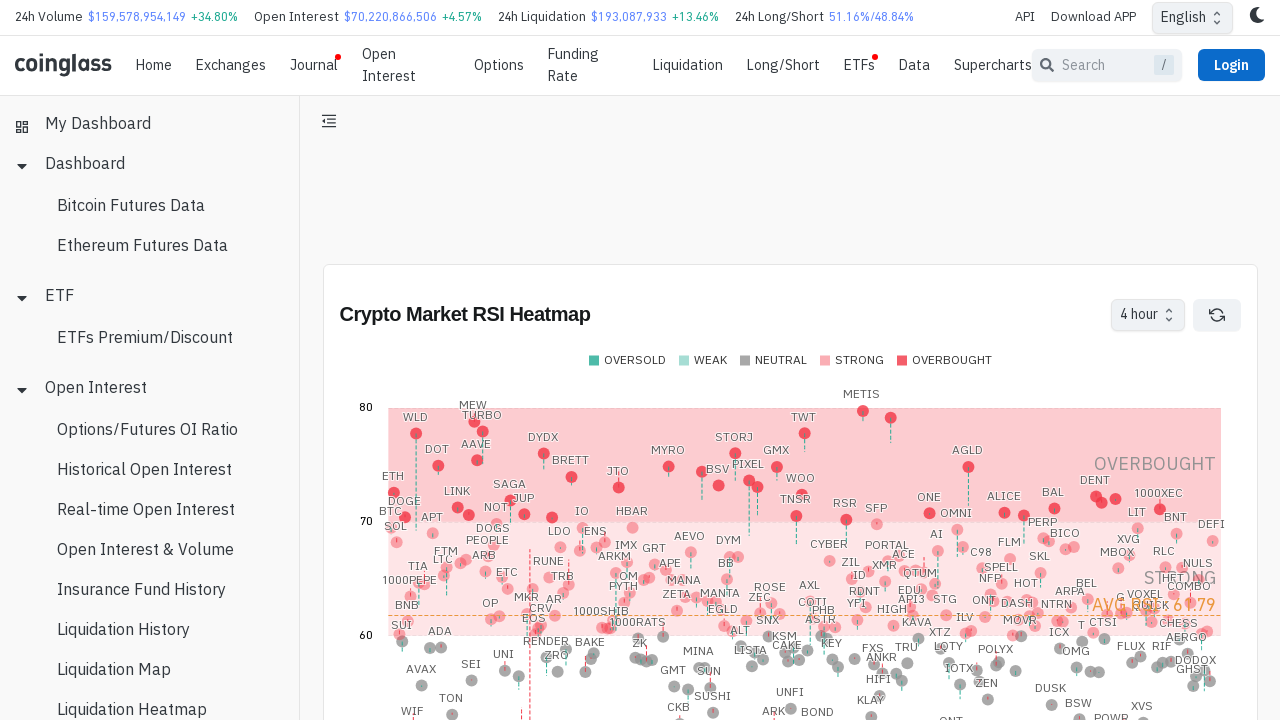 24h Volume $159,578,954,149 +34.80% Open Interest $70,220,866,506 +4.57% 24h Liquidation $193,087,933 +13.46% 24h Long/Short 51.16%/48.84% API Download APP English
coinglass Home Exchanges Journal Open Interest Options Funding Rate Liquidation Long/Short ETFs Data Supercharts Search / Login
My Dashboard
Dashboard
Bitcoin Futures Data
Ethereum Futures Data
ETF
ETFs Premium/Discount
Open Interest
Options/Futures OI Ratio
Historical Open Interest
Real-time Open Interest
Open Interest & Volume
Insurance Fund History
Liquidation History
Liquidation Map
Liquidation Heatmap
Crypto Market RSI Heatmap 4 hour
OVERSOLD WEAK NEUTRAL STRONG OVERBOUGHT
METIS
80
MEW
WLD TURBO TWT
DYDX STORJ
DOT AAVE MYRO GMX AGLD
BRETT PIXEL OVERBOUGHT
ETH JTO BSV WOO DENT
SAGA
LINK JUP TNSR ONE ALICE BAL 1000XEC
DOGE NOT RSR SFP
BTC APT IO HBAR OMNI LIT BNT
70
SOL DOGS LDO ENS PERP DEFI
PEOPLE AEVO DYM AI BICO XVG
FTM ARB IMX GRT CYBER PORTAL FLM
LTC RUNE ARKM APE BB ZIL ACE C98 SKL MBOX RLC
TIA ETC TRB OM XMR SPELL NULS
1000PEPE PYTH MANA ID QTUM NFP HOT BEL STRONG
ZETA MANTA ROSE AXL RDNT EDU ARPA COMBO
BNB OP MKR AR ZEC COTI YFI API3 STG ONT DASH NTRN G VOXEL
CRV 1000SHIB EGLD PHB HIGH QUICK
SUI EOS 1000RATS SNX ASTR KAVA ILV MOVR CTSI CHESS
60
ADA RENDER BAKE ZK ALT KSM KEY XTZ ICX T AERGO
UNI ZRO MINA LISTA CAKE FXS TRU LQTY POLYX OMG FLUX RIF
AVAX SEI GMT SUN ANKR IOTX DODOX
HIFI ZEN GHST
TON SUSHI UNFI KLAY DUSK
WIF CKB ARK BOND BSW XVS